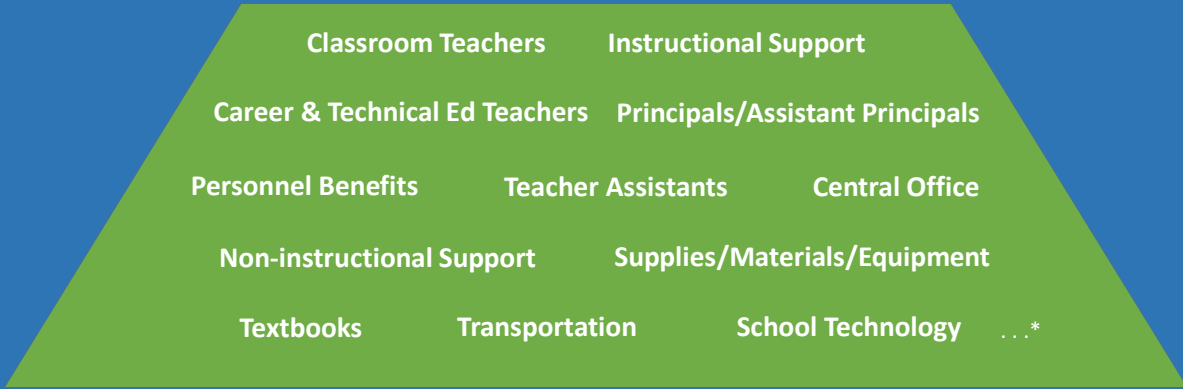 Classroom Teachers Instructional Support
Career & Technical Ed Teachers Principals/Assistant Principals
Personnel Benefits Teacher Assistants Central Office
Non-instructional Support Supplies/Materials/Equipment
Textbooks Transportation School Technology . . .*